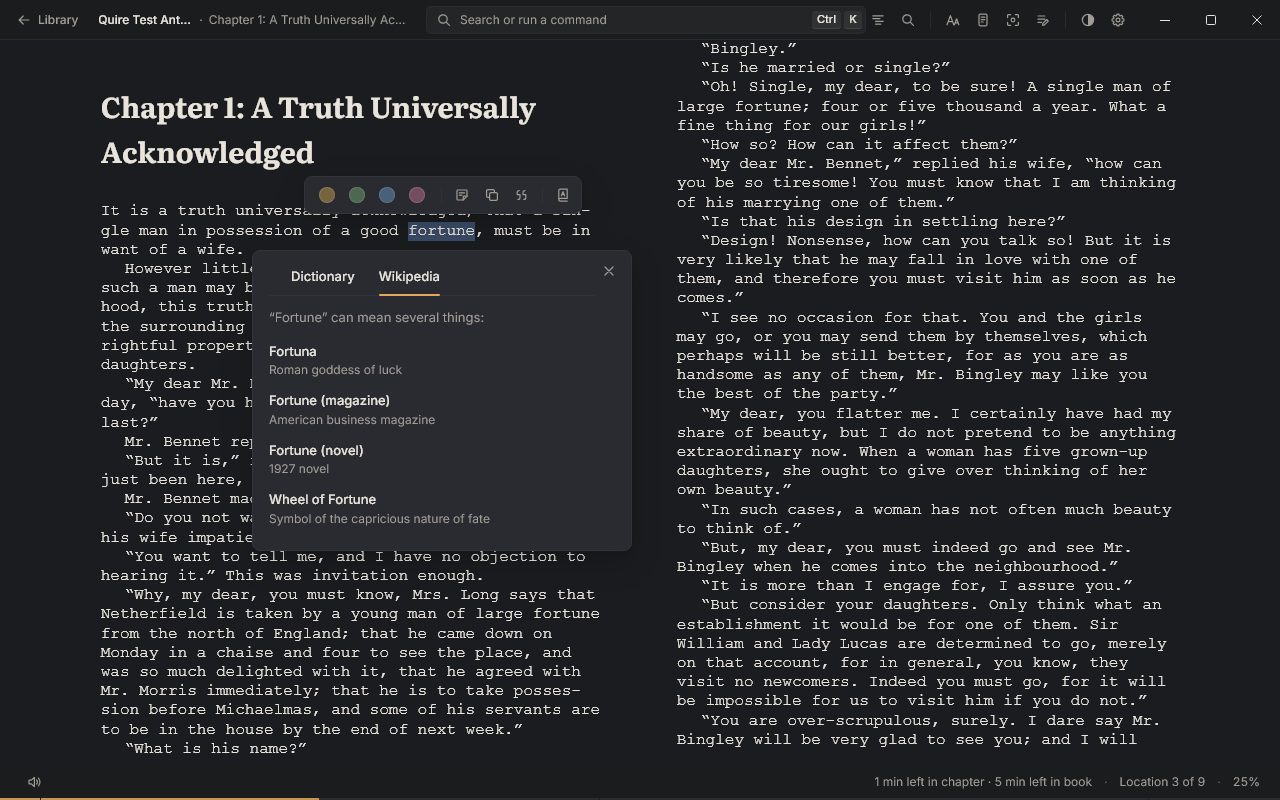 Library
Quire Test Ant... · Chapter 1: A Truth Universally Ac...
Search or run a command
Ctrl K
Chapter 1: A Truth Universally
Acknowledged
It is a truth
gle man in possession of a good fortune, must be in
want of a wife.
However little
such a man may b
hood, this truth
the surrounding
rightful propert
daughters.
“My dear Mr.
day, “have you h
last?”
Mr. Bennet rep
“But it is,”
just been here,
Mr. Bennet mad
“Do you not wa
his wife impatie
“You want to tell me, and I have no objection to
hearing it.” This was invitation enough.
“Why, my dear, you must know, Mrs. Long says that
Netherfield is taken by a young man of large fortune
from the north of England; that he came down on
Monday in a chaise and four to see the place, and
was so much delighted with it, that he agreed with
Mr. Morris immediately; that he is to take posses-
sion before Michaelmas, and some of his servants are
to be in the house by the end of next week.”
“What is his name?”
Dictionary
Wikipedia
“Fortune” can mean several things:
Fortuna
Roman goddess of luck
Fortune (magazine)
American business magazine
Fortune (novel)
1927 novel
Wheel of Fortune
Symbol of the capricious nature of fate
“Bingley.”
“Is he married or single?”
“Oh! Single, my dear, to be sure! A single man of
large fortune; four or five thousand a year. What a
fine thing for our girls!”
“How so? How can it affect them?”
“My dear Mr. Bennet,” replied his wife, “how can
you be so tiresome! You must know that I am thinking
of his marrying one of them.”
“Is that his design in settling here?”
“Design! Nonsense, how can you talk so! But it is
very likely that he may fall in love with one of
them, and therefore you must visit him as soon as he
comes.”
“I see no occasion for that. You and the girls
may go, or you may send them by themselves, which
perhaps will be still better, for as you are as
handsome as any of them, Mr. Bingley may like you
the best of the party.”
“My dear, you flatter me. I certainly have had my
share of beauty, but I do not pretend to be anything
extraordinary now. When a woman has five grown-up
daughters, she ought to give over thinking of her
own beauty.”
“In such cases, a woman has not often much beauty
to think of.”
“But, my dear, you must indeed go and see Mr.
Bingley when he comes into the neighbourhood.”
“It is more than I engage for, I assure you.”
“But consider your daughters. Only think what an
establishment it would be for one of them. Sir
William and Lady Lucas are determined to go, merely
on that account, for in general, you know, they
visit no newcomers. Indeed you must go, for it will
be impossible for us to visit him if you do not.”
“You are over-scrupulous, surely. I dare say Mr.
Bingley will be very glad to see you; and I will
1 min left in chapter · 5 min left in book · Location 3 of 9 · 25%